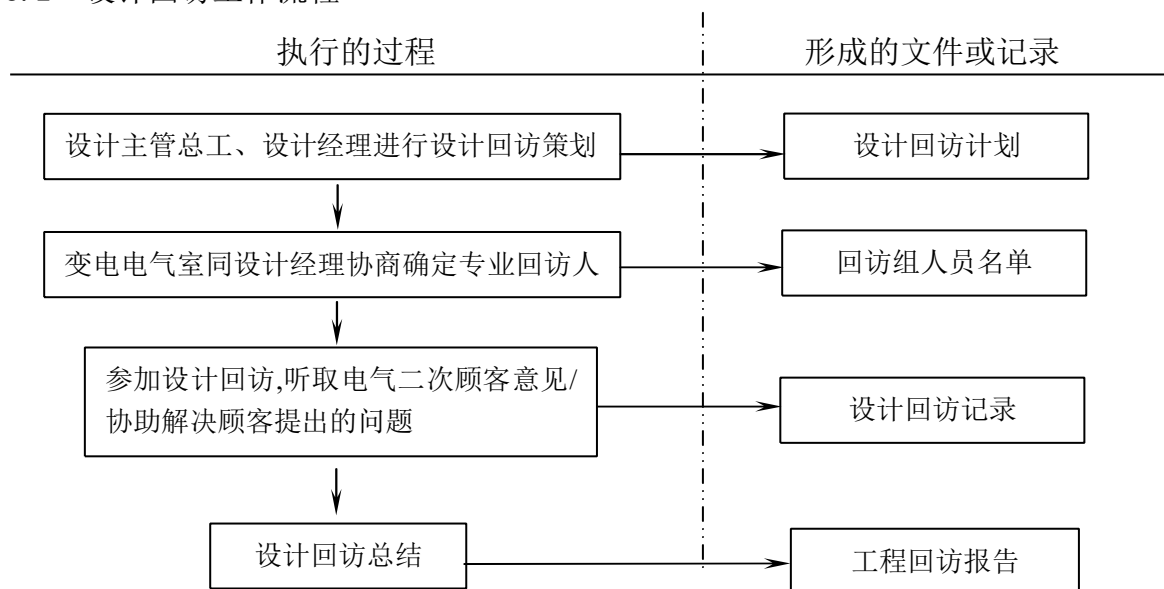 执行的过程
形成的文件或记录
设计主管总工、设计经理进行设计回访策划
设计回访计划
变电电气室同设计经理协商确定专业回访人
回访组人员名单
参加设计回访,听取电气二次顾客意见/
协助解决顾客提出的问题
设计回访记录
设计回访总结
工程回访报告